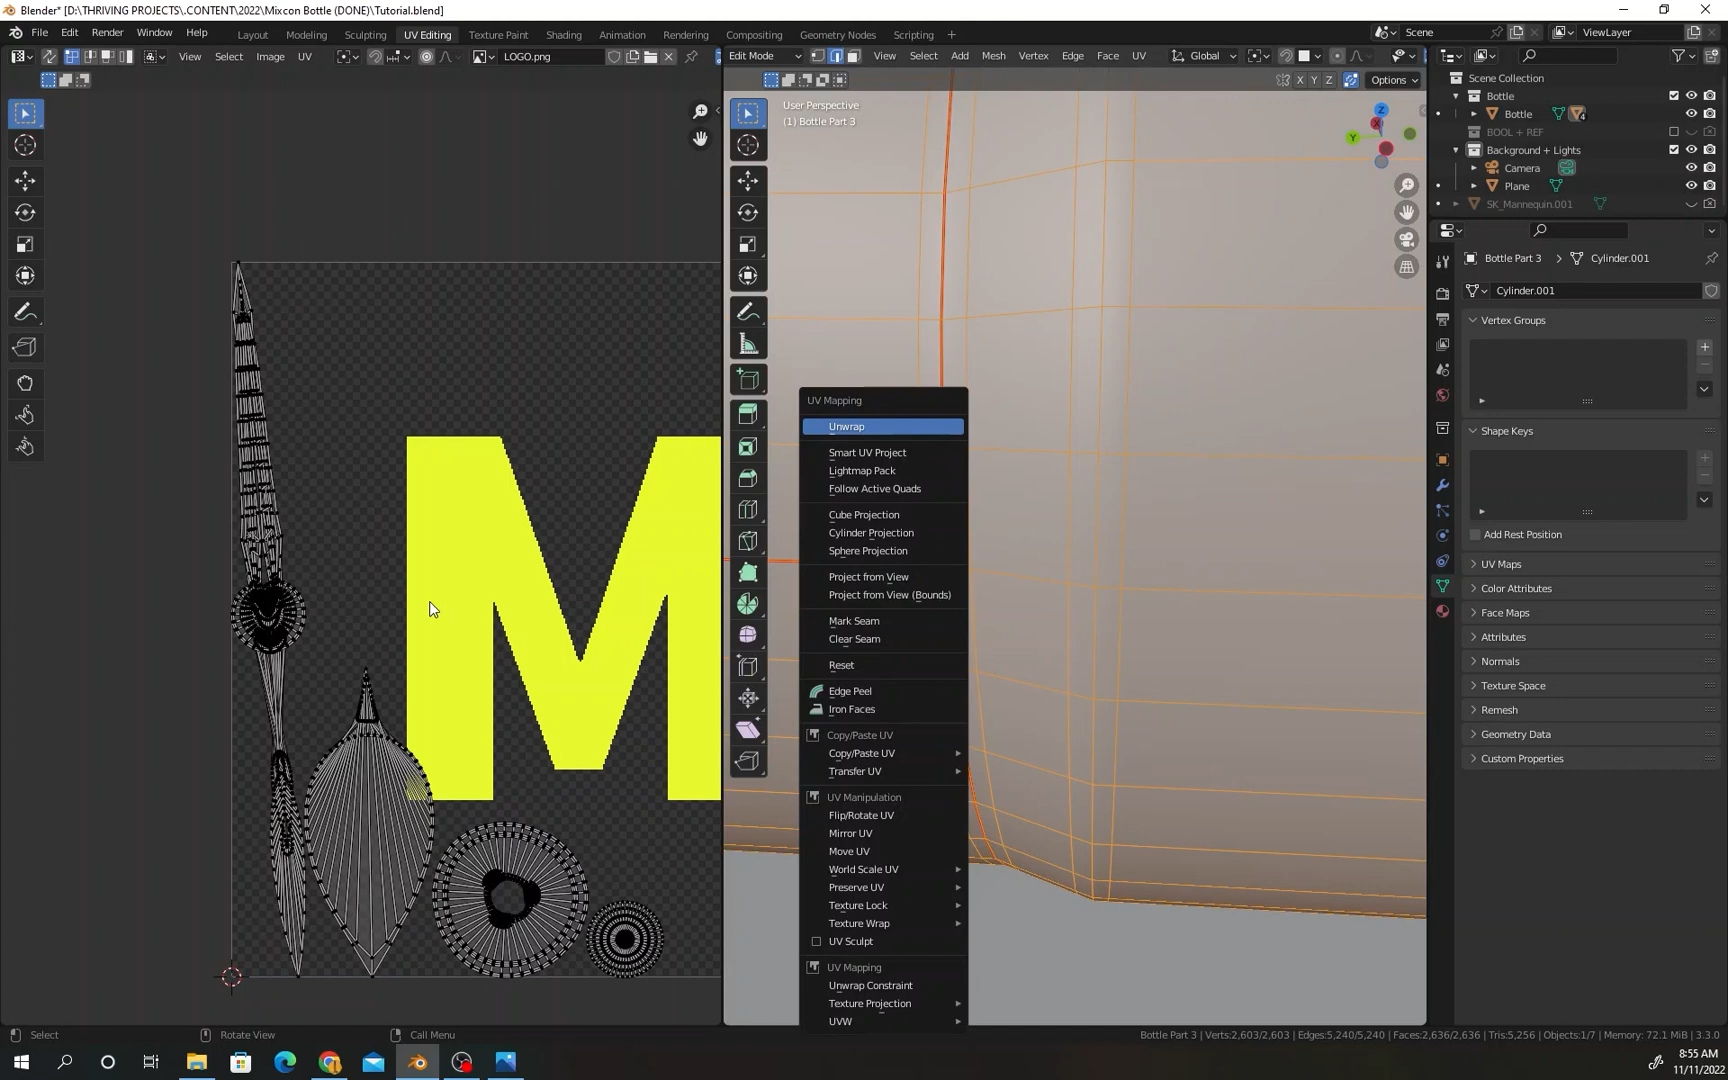 Blender* [D:\THRIVING PROJECTS\.CONTENT\2022\Mixcon Bottle (DONE)\Tutorial.blend]
File Edit Render Window Help Layout Modeling Sculpting UV Editing Texture Paint Shading Animation Rendering Compositing Geometry Nodes Scripting + Scene ViewLayer
View Select Image UV LOGO.png Edit Mode View Select Add Mesh Vertex Edge Face UV Global
X Y Z Options
User Perspective
(1) Bottle Part 3
Z
X
Y
Scene Collection
Bottle
Bottle 4
BOOL + REF
Background + Lights
Camera
Plane
SK_Mannequin.001
Bottle Part 3 > Cylinder.001
Cylinder.001
Vertex Groups
Shape Keys
Add Rest Position
UV Maps
Color Attributes
Face Maps
Attributes
Normals
Texture Space
Remesh
Geometry Data
Custom Properties
M
UV Mapping
Unwrap
Smart UV Project
Lightmap Pack
Follow Active Quads
Cube Projection
Cylinder Projection
Sphere Projection
Project from View
Project from View (Bounds)
Mark Seam
Clear Seam
Reset
Edge Peel
Iron Faces
Copy/Paste UV
Copy/Paste UV
Transfer UV
UV Manipulation
Flip/Rotate UV
Mirror UV
Move UV
World Scale UV
Preserve UV
Texture Lock
Texture Wrap
UV Sculpt
UV Mapping
Unwrap Constraint
Texture Projection
UVW
Select Rotate View Call Menu Bottle Part 3 | Verts:2,603/2,603 | Edges:5,240/5,240 | Faces:2,636/2,636 | Tris:5,256 | Objects:1/7 | Memory: 72.1 MiB | 3.3.0
8:55 AM
11/11/2022